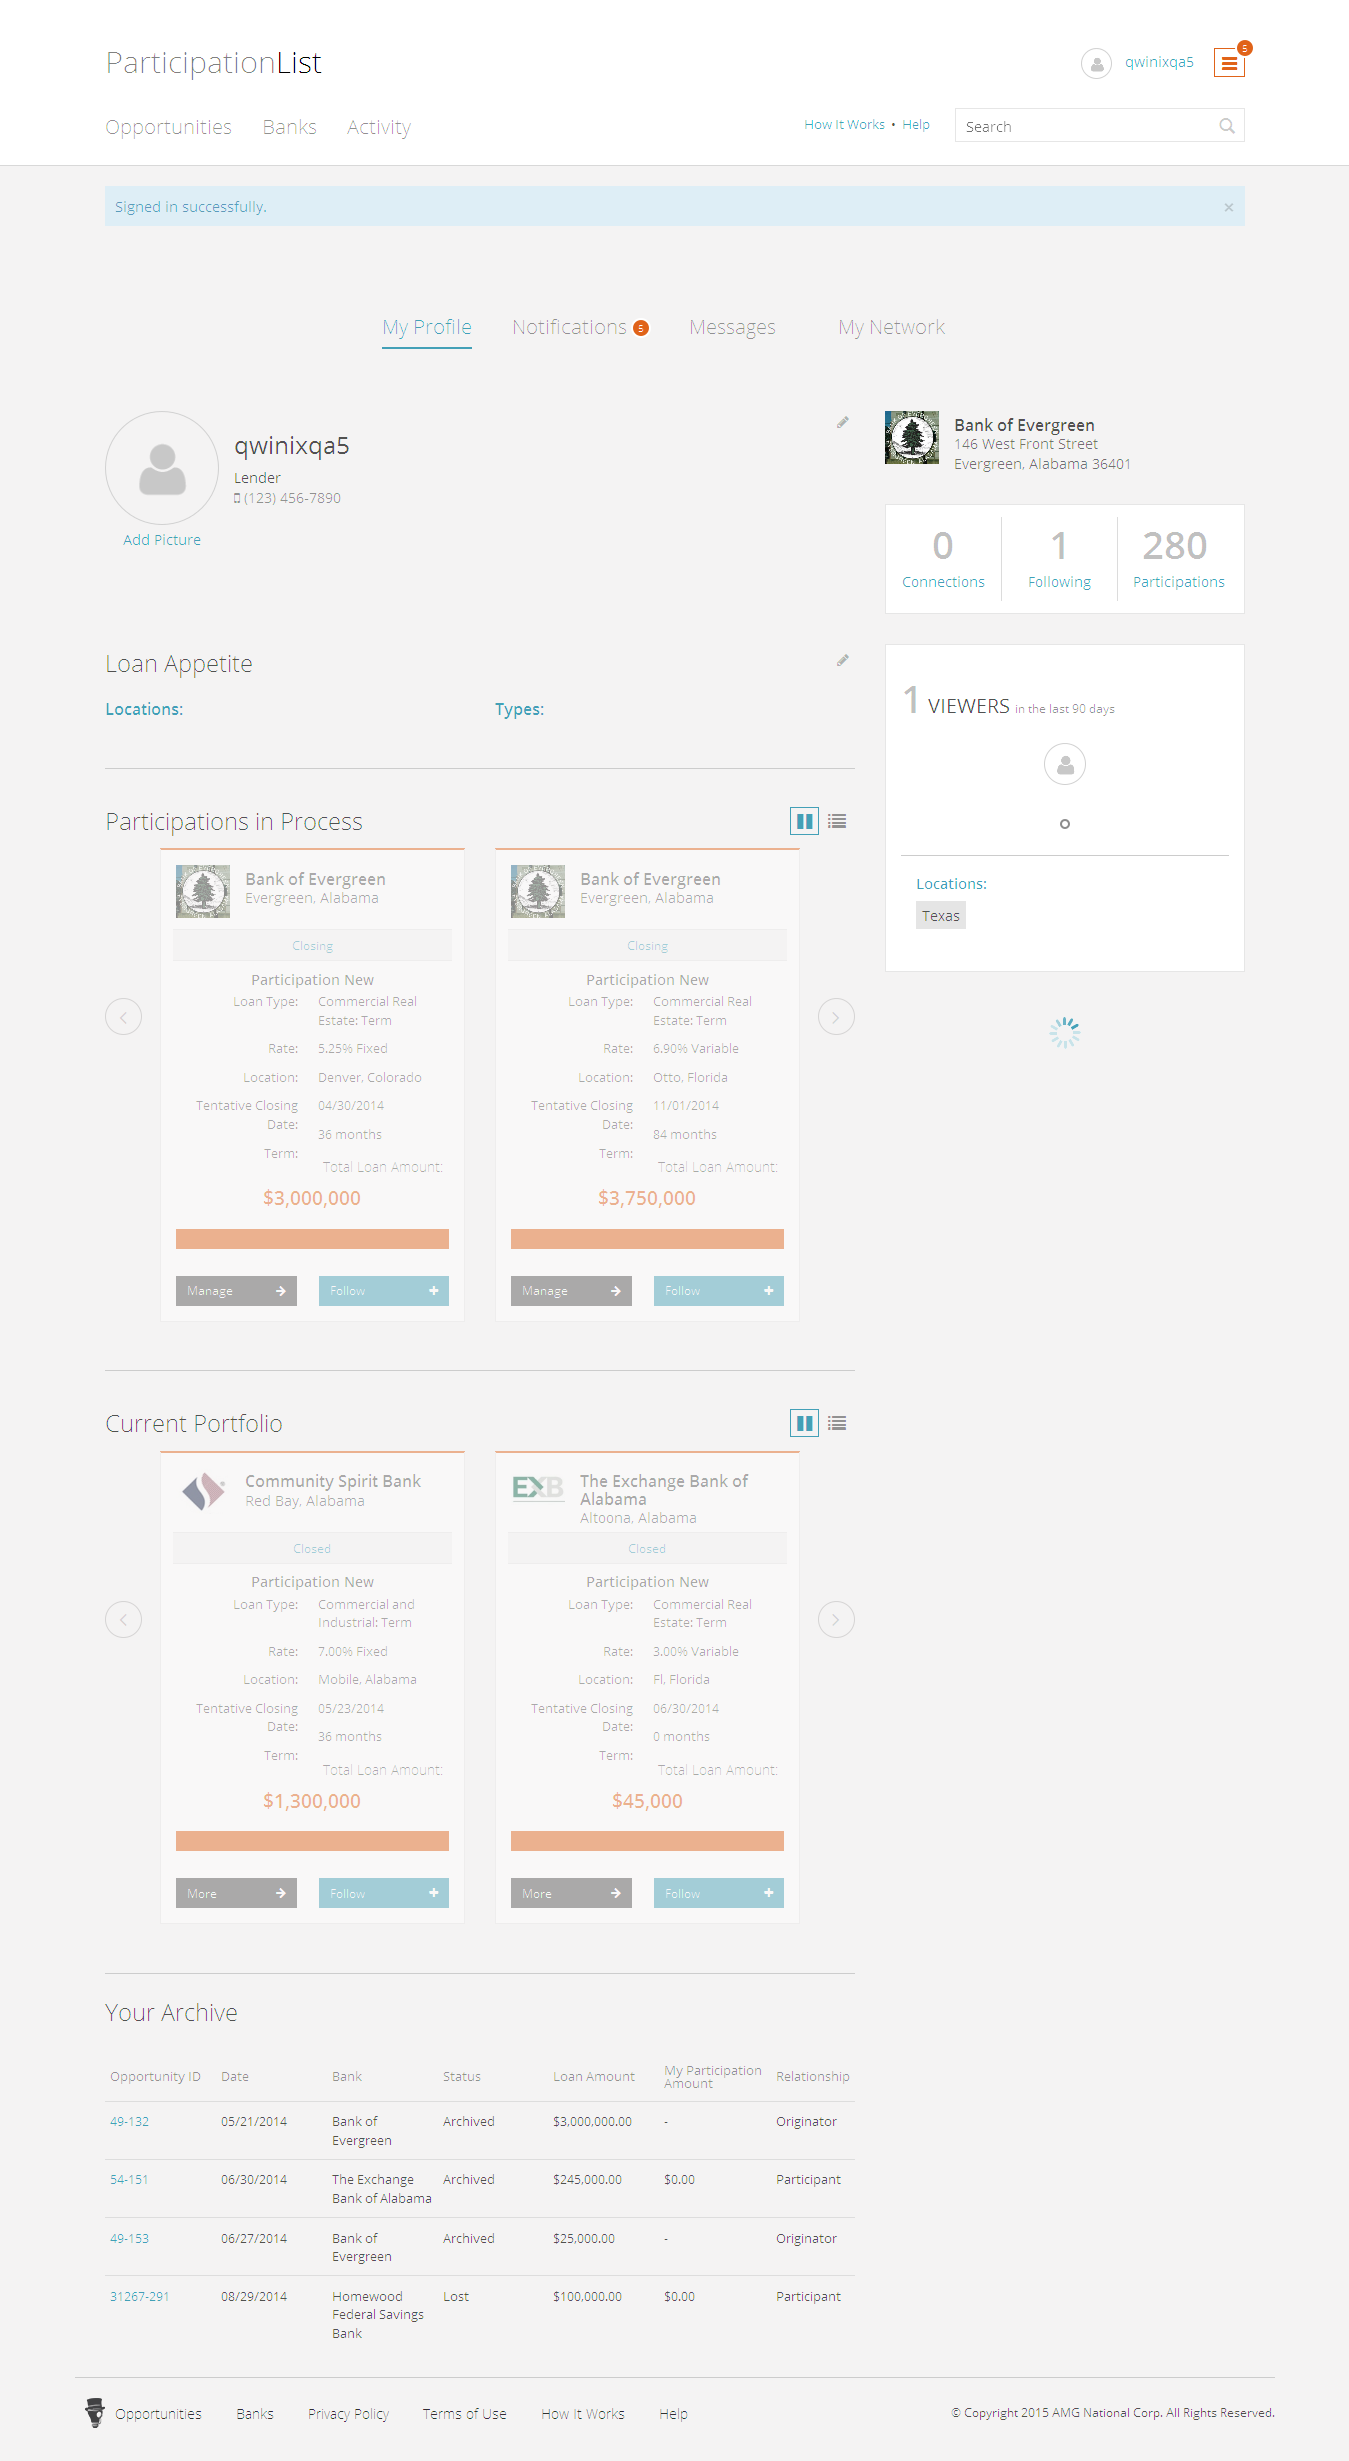 ParticipationList
qwinixqa5
5
Opportunities Banks Activity
How It Works • Help
Search
Signed in successfully.
×
My Profile
Notifications 5
Messages
My Network
qwinixqa5
Lender
(123) 456-7890
Add Picture
Bank of Evergreen
146 West Front Street
Evergreen, Alabama 36401
0 1 280
Connections Following Participations
Loan Appetite
Locations:
Types:
1 VIEWERS in the last 90 days
Locations:
Texas
Participations in Process
Bank of Evergreen
Evergreen, Alabama
Closing
Participation New
Loan Type: Commercial Real
Estate: Term
Rate: 5.25% Fixed
Location: Denver, Colorado
Tentative Closing 04/30/2014
Date:
36 months
Term:
Total Loan Amount:
$3,000,000
Manage
Follow
Bank of Evergreen
Evergreen, Alabama
Closing
Participation New
Loan Type: Commercial Real
Estate: Term
Rate: 6.90% Variable
Location: Otto, Florida
Tentative Closing 11/01/2014
Date:
84 months
Term:
Total Loan Amount:
$3,750,000
Manage
Follow
Current Portfolio
Community Spirit Bank
Red Bay, Alabama
Closed
Participation New
Loan Type: Commercial and
Industrial: Term
Rate: 7.00% Fixed
Location: Mobile, Alabama
Tentative Closing 05/23/2014
Date:
36 months
Term:
Total Loan Amount:
$1,300,000
More
Follow
EXB
The Exchange Bank of
Alabama
Altoona, Alabama
Closed
Participation New
Loan Type: Commercial Real
Estate: Term
Rate: 3.00% Variable
Location: Fl, Florida
Tentative Closing 06/30/2014
Date:
0 months
Term:
Total Loan Amount:
$45,000
More
Follow
Your Archive
Opportunity ID Date Bank Status Loan Amount My Participation Amount Relationship
49-132 05/21/2014 Bank of Archived $3,000,000.00 - Originator
Evergreen
54-151 06/30/2014 The Exchange Archived $245,000.00 $0.00 Participant
Bank of Alabama
49-153 06/27/2014 Bank of Archived $25,000.00 - Originator
Evergreen
31267-291 08/29/2014 Homewood Lost $100,000.00 $0.00 Participant
Federal Savings
Bank
Opportunities Banks Privacy Policy Terms of Use How It Works Help
© Copyright 2015 AMG National Corp. All Rights Reserved.